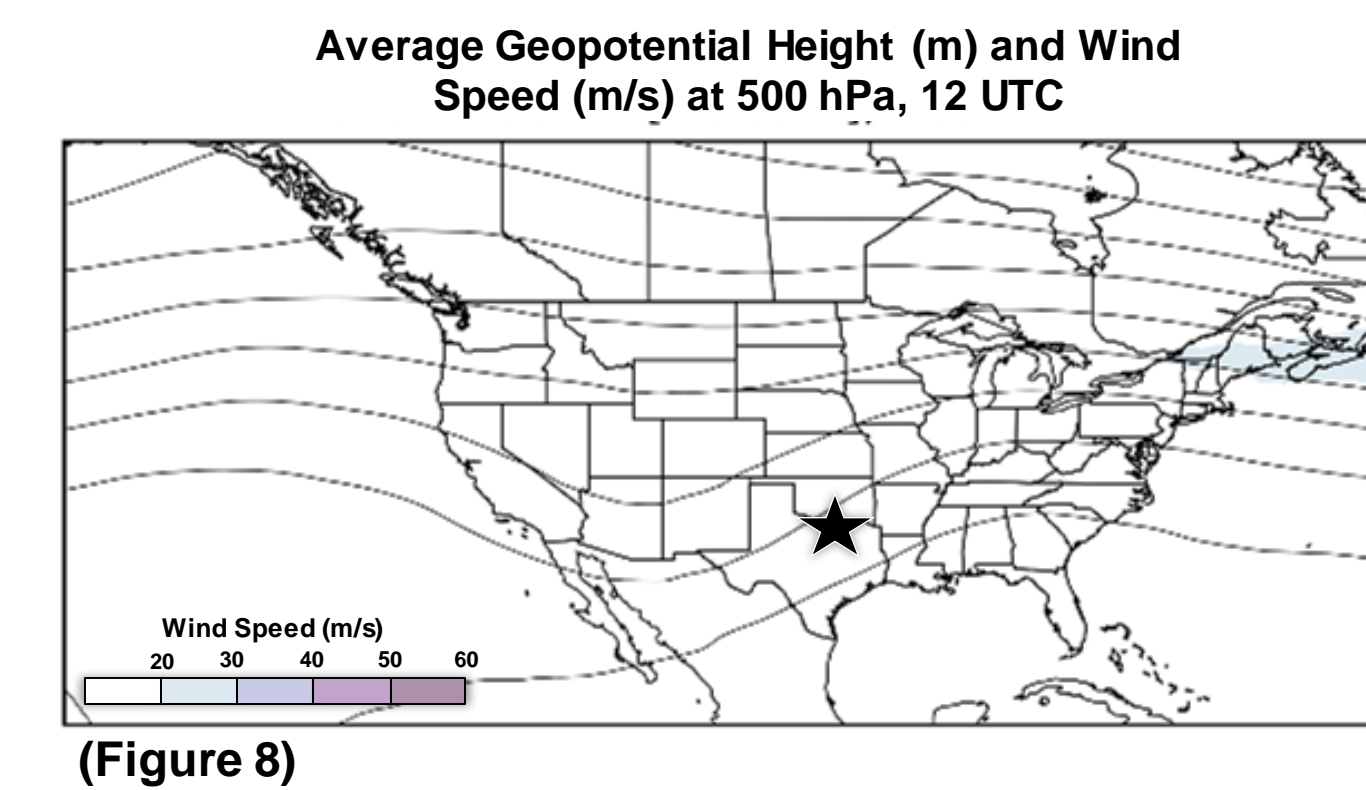 Average Geopotential Height (m) and Wind
Speed (m/s) at 500 hPa, 12 UTC
Wind Speed (m/s)
20 30 40 50 60
(Figure 8)